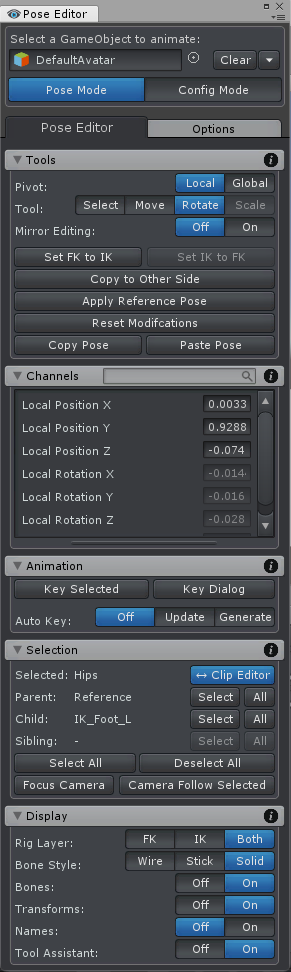 Pose Editor
Select a GameObject to animate:
DefaultAvatar Clear
Pose Mode Config Mode
Pose Editor Options
Tools
Pivot: Local Global
Tool: Select Move Rotate Scale
Mirror Editing: Off On
Set FK to IK Set IK to FK
Copy to Other Side
Apply Reference Pose
Reset Modifcations
Copy Pose Paste Pose
Channels
Local Position X 0.0033
Local Position Y 0.9288
Local Position Z -0.074
Local Rotation X -0.014
Local Rotation Y -0.016
Local Rotation Z -0.028
Animation
Key Selected Key Dialog
Auto Key: Off Update Generate
Selection
Selected: Hips ↔ Clip Editor
Parent: Reference Select All
Child: IK_Foot_L Select All
Sibling: - Select All
Select All Deselect All
Focus Camera Camera Follow Selected
Display
Rig Layer: FK IK Both
Bone Style: Wire Stick Solid
Bones: Off On
Transforms: Off On
Names: Off On
Tool Assistant: Off On